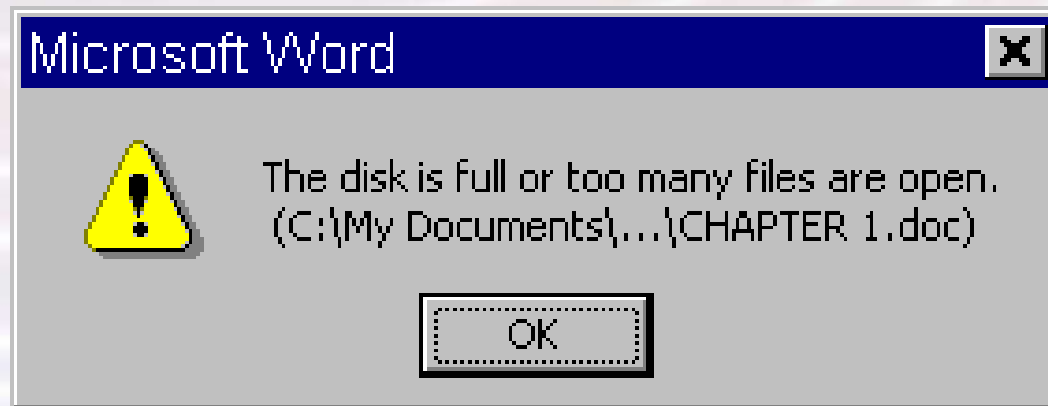 Microsoft Word
The disk is full or too many files are open.
(C:\My Documents\...\CHAPTER 1.doc)
OK